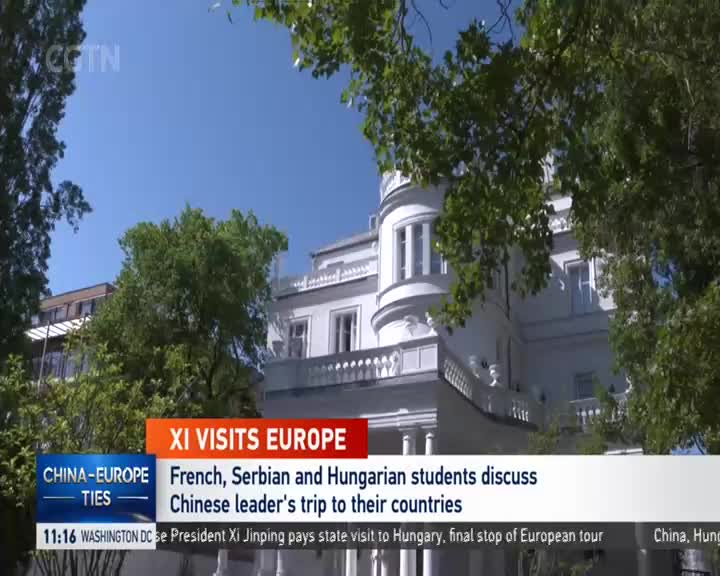 CGTN
XI VISITS EUROPE
CHINA-EUROPE
TIES
French, Serbian and Hungarian students discuss
Chinese leader's trip to their countries
11:16 WASHINGTON DC
se President Xi Jinping pays state visit to Hungary, final stop of European tour China, Hung